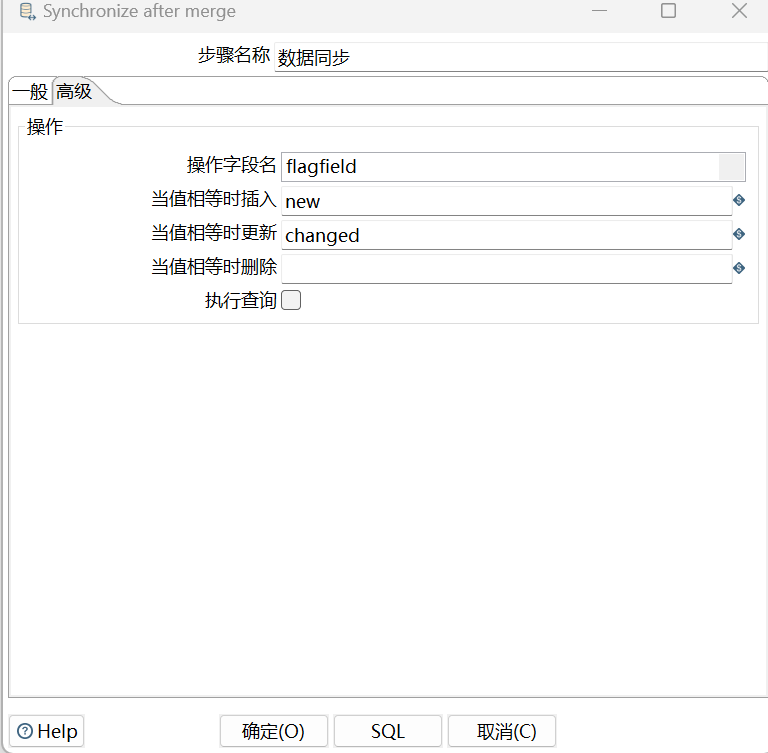 Synchronize after merge
步骤名称 数据同步
一般 高级
操作
操作字段名 flagfield
当值相等时插入 new
当值相等时更新 changed
当值相等时删除
执行查询
Help 确定(O) SQL 取消(C)